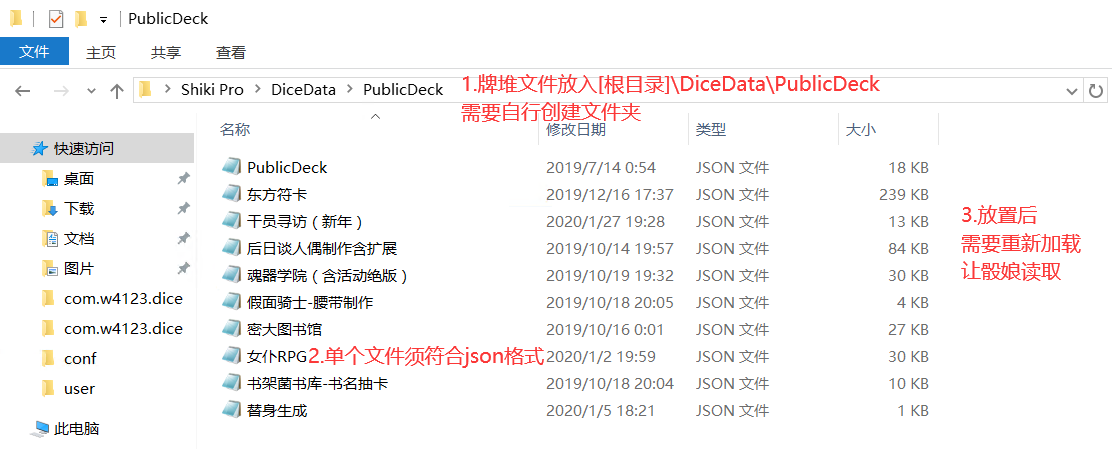 PublicDeck
文件 主页 共享 查看
Shiki Pro DiceData PublicDeck
1.牌堆文件放入[根目录]\DiceData\PublicDeck
需要自行创建文件夹
名称 修改日期 类型 大小
快速访问
桌面
下载
文档
图片
com.w4123.dice
com.w4123.dice
conf
user
此电脑
PublicDeck 2019/7/14 0:54 JSON 文件 18 KB
东方符卡 2019/12/16 17:37 JSON 文件 239 KB
干员寻访（新年） 2020/1/27 19:28 JSON 文件 13 KB
后日谈人偶制作含扩展 2019/10/14 19:57 JSON 文件 84 KB
魂器学院（含活动绝版） 2019/10/19 19:32 JSON 文件 30 KB
假面骑士-腰带制作 2019/10/18 20:05 JSON 文件 4 KB
密大图书馆 2019/10/16 0:01 JSON 文件 27 KB
女仆RPG 2020/1/2 19:59 JSON 文件 30 KB
2.单个文件须符合json格式
书架菌书库-书名抽卡 2019/10/18 20:04 JSON 文件 10 KB
替身生成 2020/1/5 18:21 JSON 文件 1 KB
3.放置后
需要重新加载
让骰娘读取